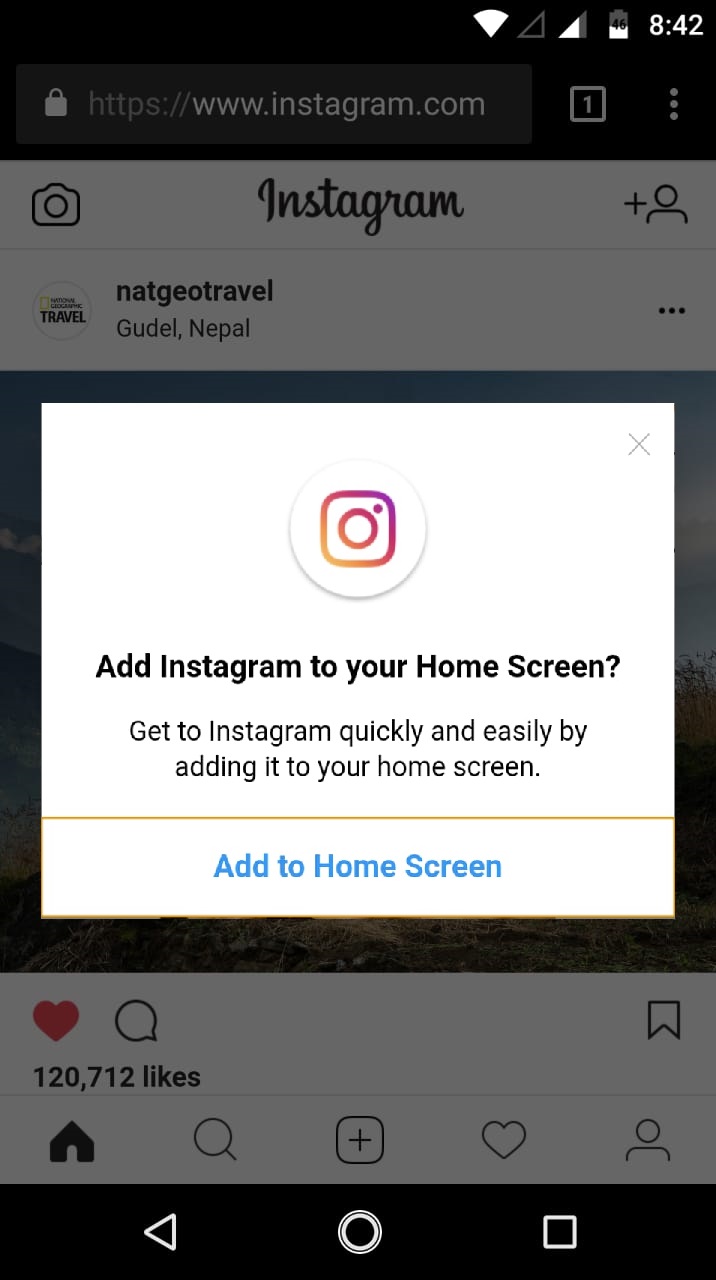 46 8:42
https://www.instagram.com 1
Instagram
natgeotravel
NATIONAL
GEOGRAPHIC
TRAVEL
Gudel, Nepal
Add Instagram to your Home Screen?
Get to Instagram quickly and easily by
adding it to your home screen.
Add to Home Screen
120,712 likes